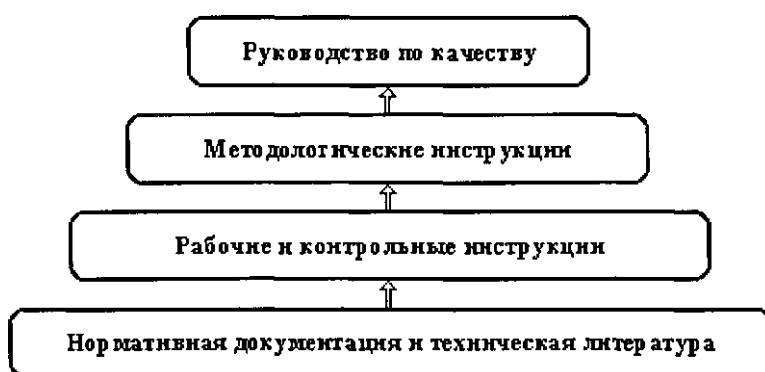 Руководство по качеству
Методологические инструкции
Рабочие и контрольные инструкции
Нормативная документация и техническая литература